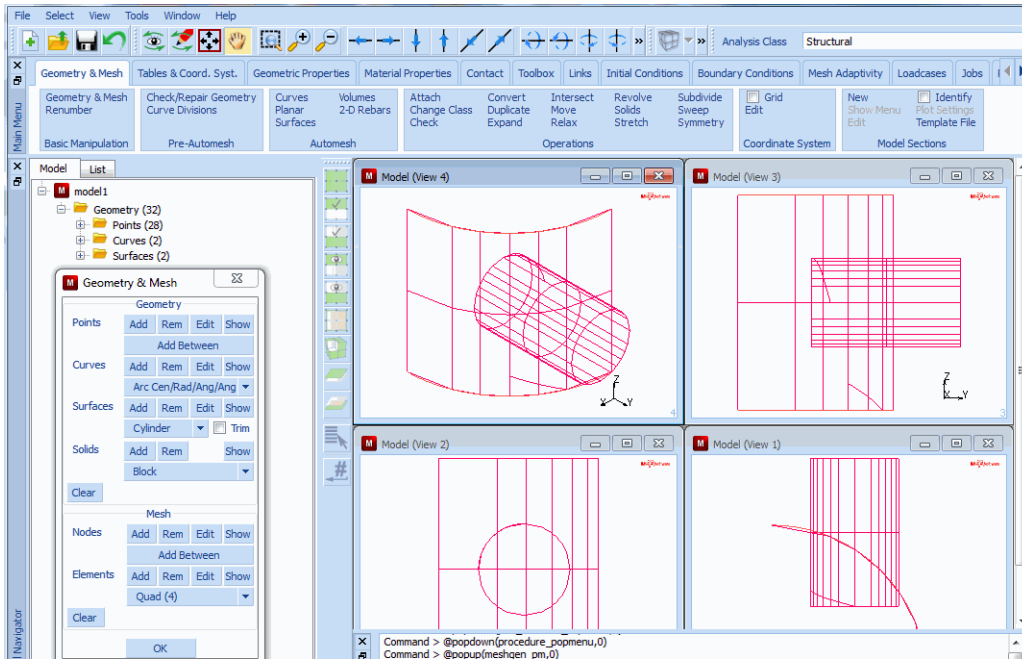 File Select View Tools Window Help
Analysis Class Structural
Geometry & Mesh Tables & Coord. Syst. Geometric Properties Material Properties Contact Toolbox Links Initial Conditions Boundary Conditions Mesh Adaptivity Loadcases Jobs
Main Menu
Geometry & Mesh Check/Repair Geometry Curves Volumes Attach Convert Intersect Revolve Subdivide Grid New Identify
Renumber Curve Divisions Planar 2-D Rebars Change Class Duplicate Move Solids Sweep Edit Show Menu Plot Settings
Surfaces Check Expand Relax Stretch Symmetry Edit Template File
Basic Manipulation Pre-Automesh Automesh Operations Coordinate System Model Sections
Model List
model1
Geometry (32)
Points (28)
Curves (2)
Surfaces (2)
Geometry & Mesh
Geometry
Points Add Rem Edit Show
Add Between
Curves Add Rem Edit Show
Arc Cen/Rad/Ang/Ang
Surfaces Add Rem Edit Show
Cylinder Trim
Solids Add Rem Show
Block
Clear
Mesh
Nodes Add Rem Edit Show
Add Between
Elements Add Rem Edit Show
Quad (4)
Clear
OK
Navigator
Model (View 4)
Z
X Y
4
Model (View 3)
Z
X Y
3
Model (View 2)
Model (View 1)
Command > @popdown(procedure_popmenu,0)
Command > @popup(meshgen_pm,0)